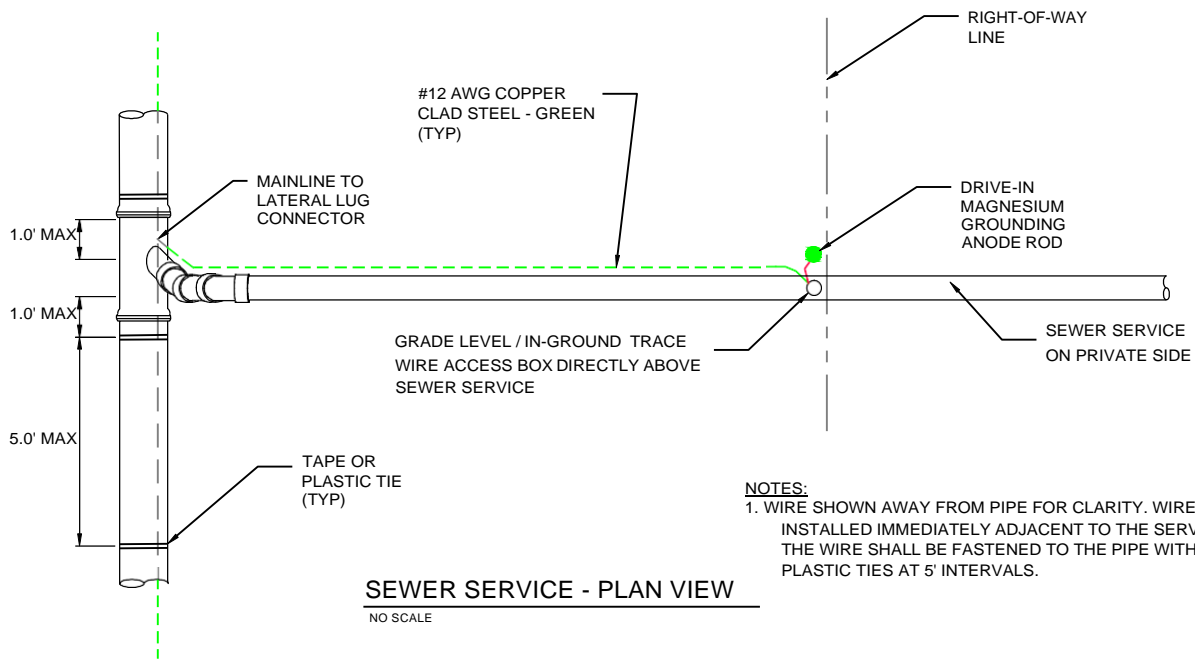 RIGHT-OF-WAY
LINE
#12 AWG COPPER
CLAD STEEL - GREEN
(TYP)
MAINLINE TO
LATERAL LUG
CONNECTOR
DRIVE-IN
MAGNESIUM
GROUNDING
ANODE ROD
1.0' MAX
1.0' MAX
GRADE LEVEL / IN-GROUND TRACE
WIRE ACCESS BOX DIRECTLY ABOVE
SEWER SERVICE
SEWER SERVICE
ON PRIVATE SIDE
5.0' MAX
TAPE OR
PLASTIC TIE
(TYP)
NOTES:
1. WIRE SHOWN AWAY FROM PIPE FOR CLARITY. WIRE
INSTALLED IMMEDIATELY ADJACENT TO THE SERV
THE WIRE SHALL BE FASTENED TO THE PIPE WITH
PLASTIC TIES AT 5' INTERVALS.
SEWER SERVICE - PLAN VIEW
NO SCALE